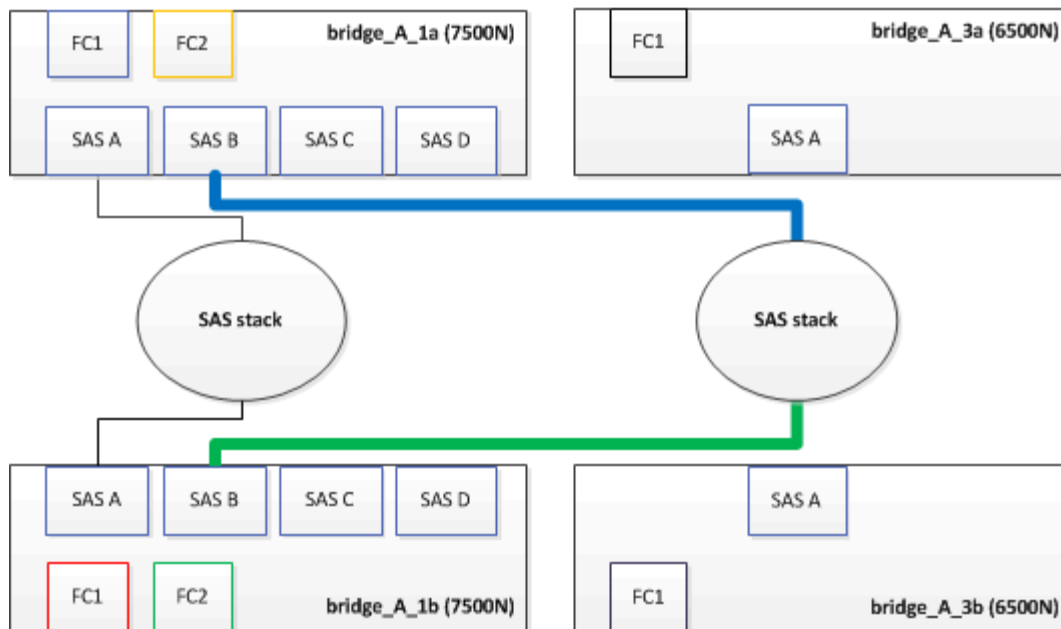 FC1 FC2 bridge_A_1a (7500N)
SAS A SAS B SAS C SAS D
FC1 bridge_A_3a (6500N)
SAS A
SAS stack
SAS stack
SAS A SAS B SAS C SAS D
FC1 FC2 bridge_A_1b (7500N)
SAS A
FC1 bridge_A_3b (6500N)